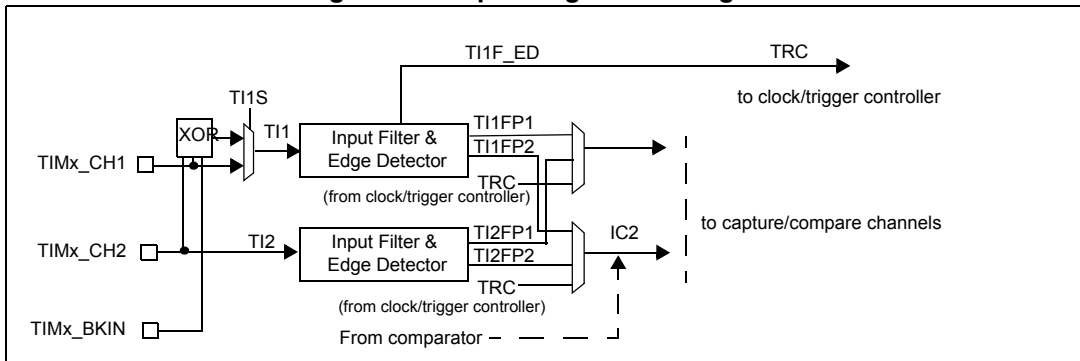 TI1F_ED
TRC
to clock/trigger controller
TI1S
XOR
TI1
Input Filter &
Edge Detector
TI1FP1
TI1FP2
TIMx_CH1
TRC
(from clock/trigger controller)
to capture/compare channels
TIMx_CH2
TI2
Input Filter &
Edge Detector
TI2FP1
TI2FP2
IC2
TRC
(from clock/trigger controller)
TIMx_BKIN
From comparator